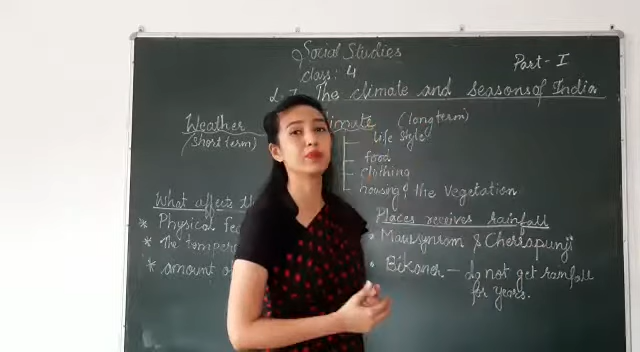 Social Studies
class: 4
Part - I
The climate and seasons of India
Weather
(short term)
(long term)
life style
food
clothing
housing & the vegetation
What affects
Physical
* The
* amount
Places receives rainfall
• Mawsynram & Cherrapunji
• Bikaner - do not get rainfall
for years.